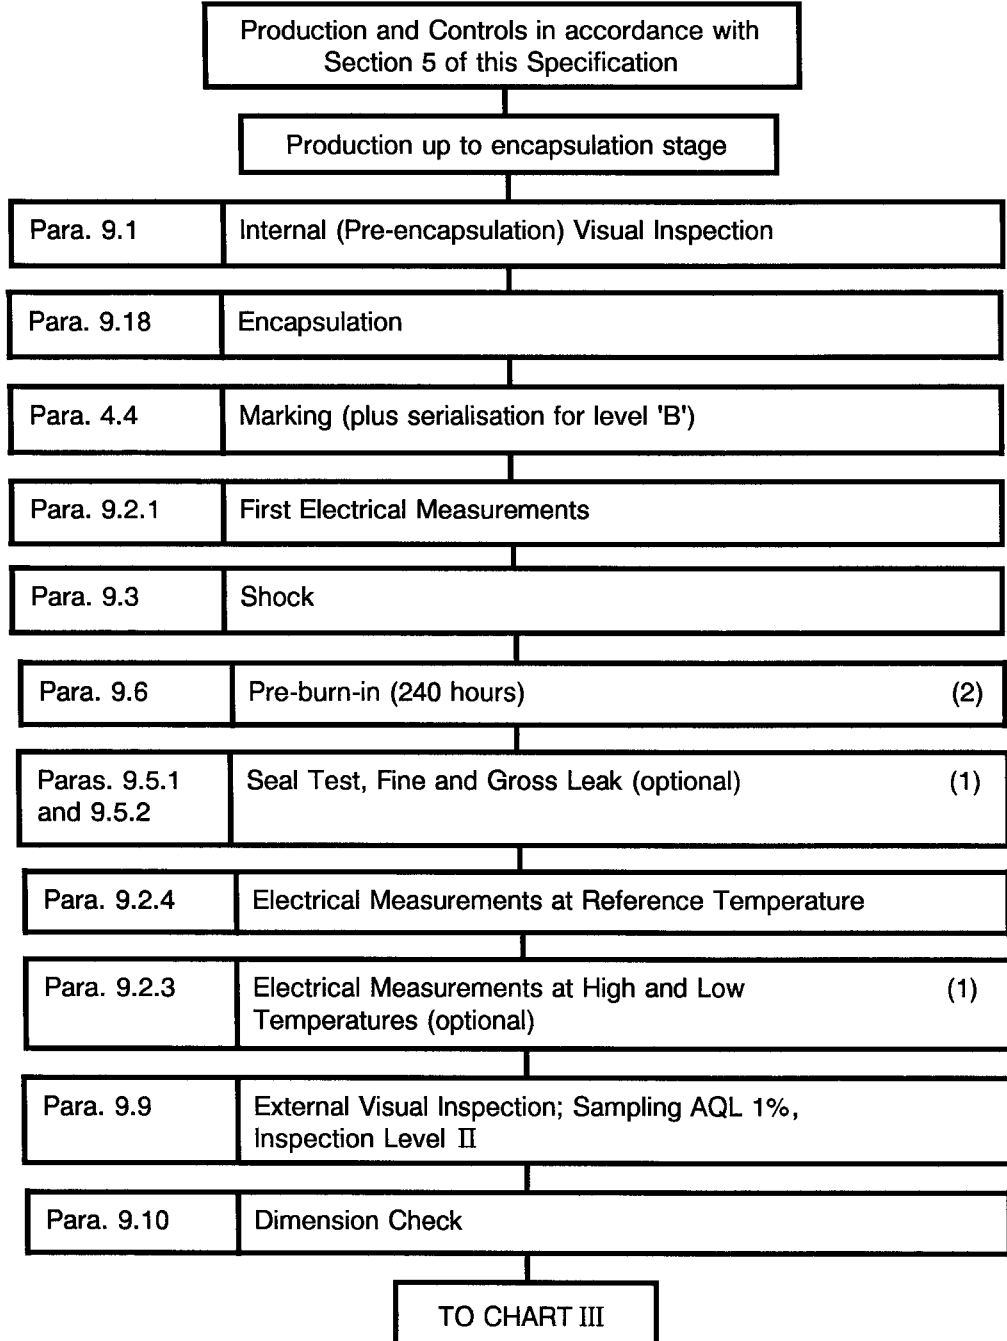 Production and Controls in accordance with
Section 5 of this Specification
Production up to encapsulation stage
Para. 9.1 Internal (Pre-encapsulation) Visual Inspection
Para. 9.18 Encapsulation
Para. 4.4 Marking (plus serialisation for level 'B')
Para. 9.2.1 First Electrical Measurements
Para. 9.3 Shock
Para. 9.6 Pre-burn-in (240 hours) (2)
Paras. 9.5.1 Seal Test, Fine and Gross Leak (optional) (1)
and 9.5.2
Para. 9.2.4 Electrical Measurements at Reference Temperature
Para. 9.2.3 Electrical Measurements at High and Low (1)
Temperatures (optional)
Para. 9.9 External Visual Inspection; Sampling AQL 1%,
Inspection Level II
Para. 9.10 Dimension Check
TO CHART III